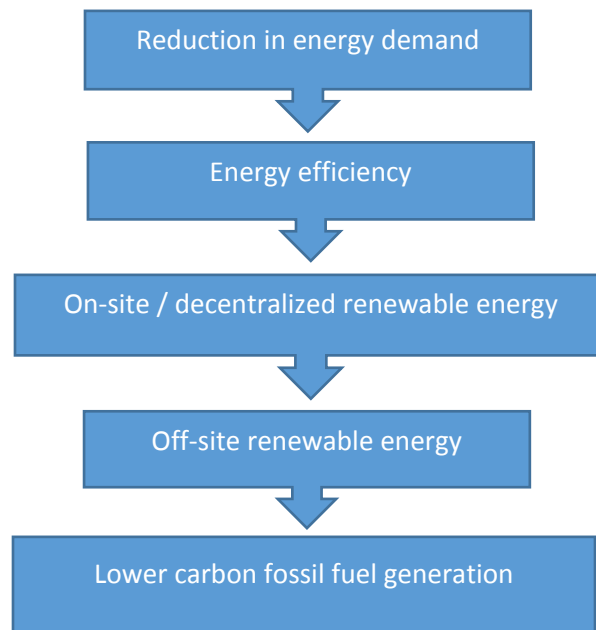 Reduction in energy demand
Energy efficiency
On-site / decentralized renewable energy
Off-site renewable energy
Lower carbon fossil fuel generation